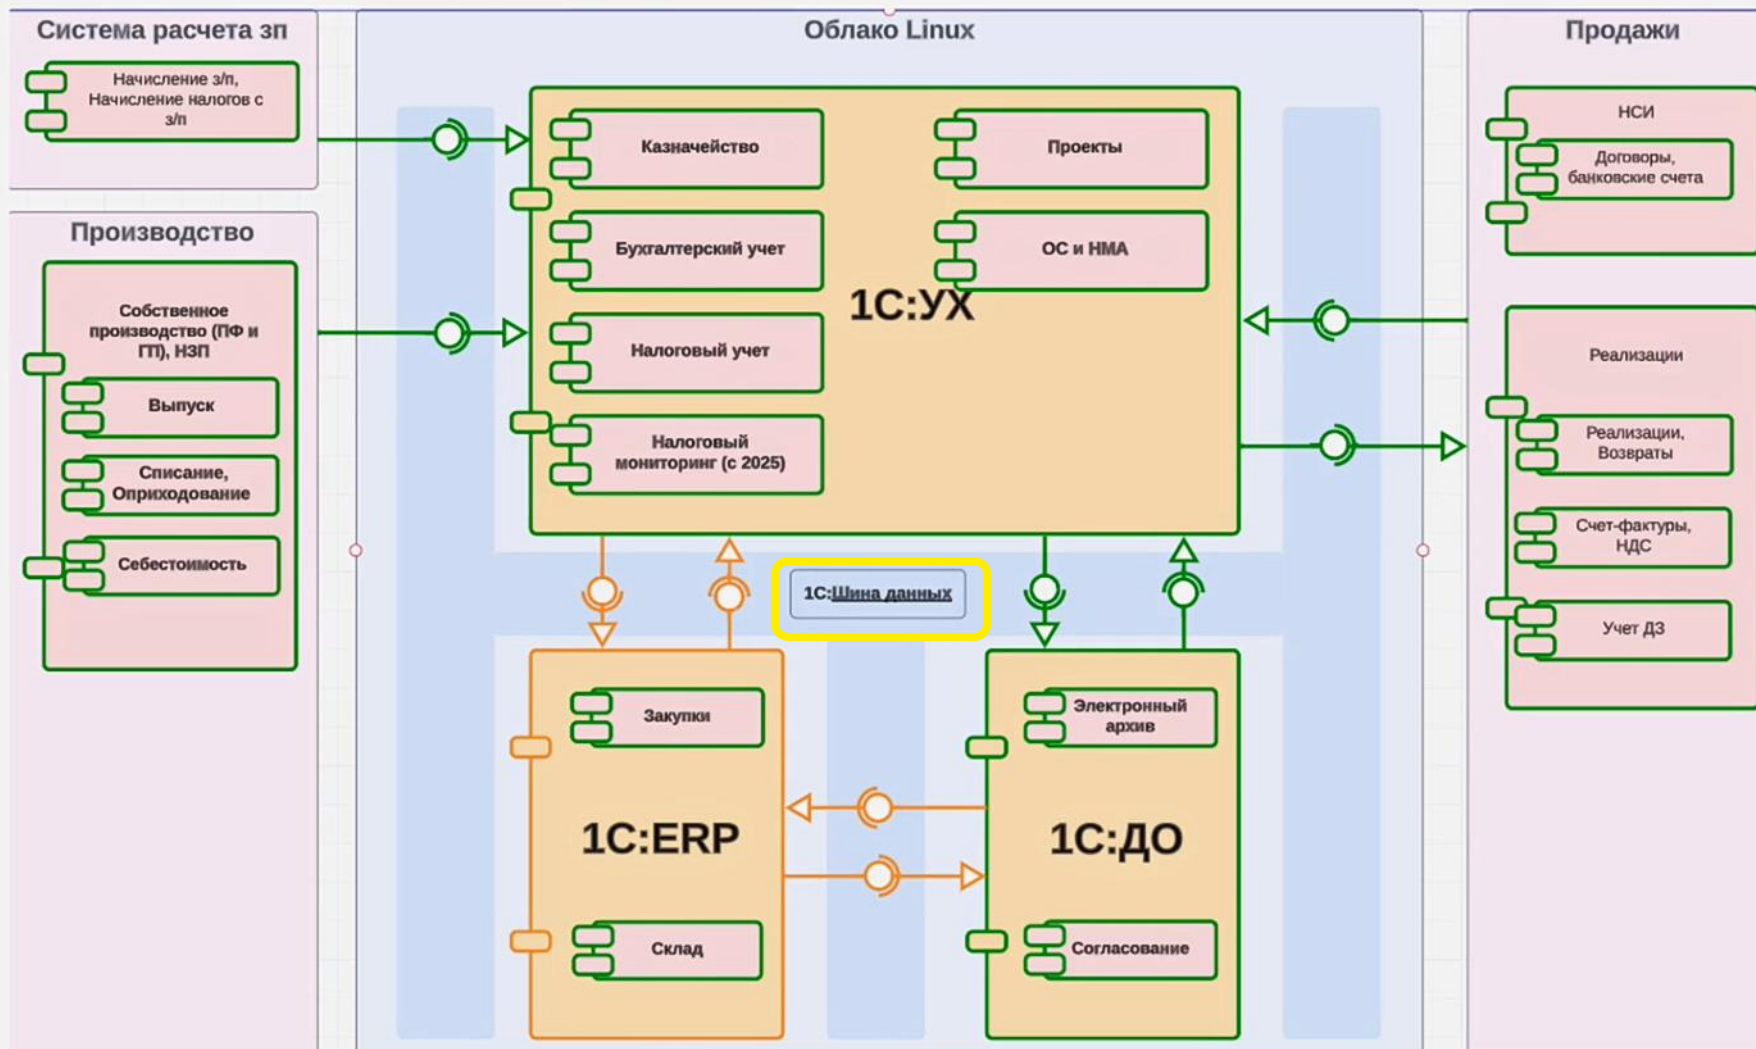 Система расчета зп
Начисление з/п,
Начисление налогов с
з/п
Производство
Собственное
производство (ПФ и
ГП), НЗП
Выпуск
Списание,
Оприходование
Себестоимость
Облако Linux
Казначейство
Проекты
Бухгалтерский учет
ОС и НМА
1С:УХ
Налоговый учет
Налоговый
мониторинг (с 2025)
1С:Шина данных
Закупки
1С:ERP
Склад
Электронный
архив
1С:ДО
Согласование
Продажи
НСИ
Договоры,
банковские счета
Реализации
Реализации,
Возвраты
Счет-фактуры,
НДС
Учет ДЗ